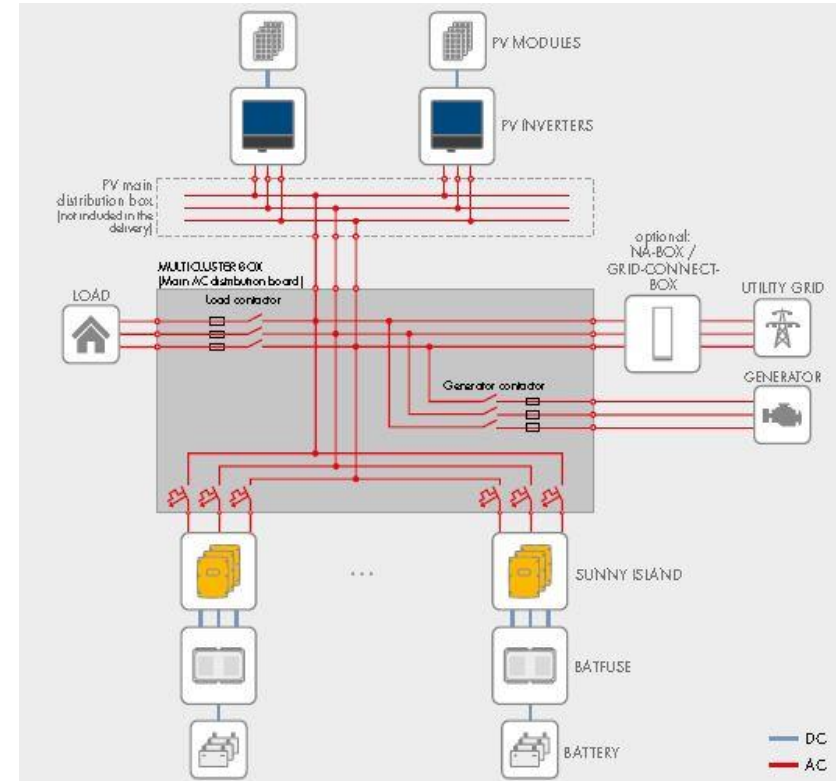 PV MODULES
PV INVERTERS
PV main
distribution box
(not included in the
delivery)
optional:
NA-BOX /
GRID-CONNECT-
BOX
MULTICLUSTER BOX
(Main AC distribution board)
LOAD
Load contactor
UTILITY GRID
GENERATOR
Generator contactor
...
SUNNY ISLAND
BATFUSE
BATTERY
DC
AC